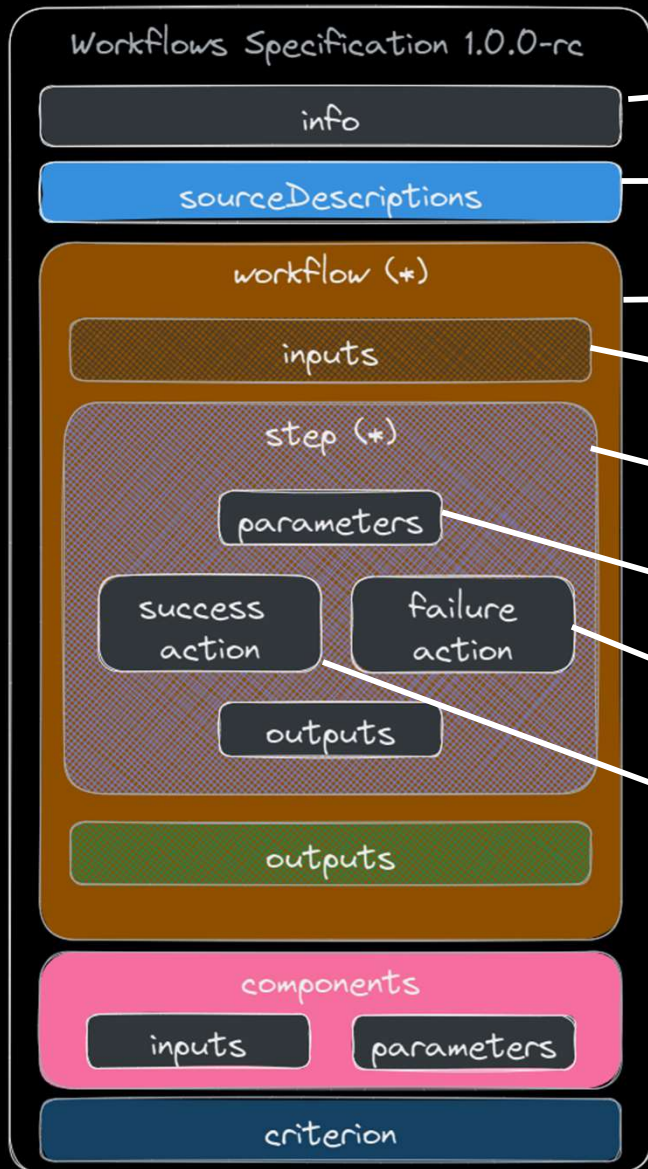 Workflows Specification 1.0.0-rc
info
sourceDescriptions
workflow (*)
inputs
step (*)
parameters
success
action
failure
action
outputs
outputs
components
inputs
parameters
criterion